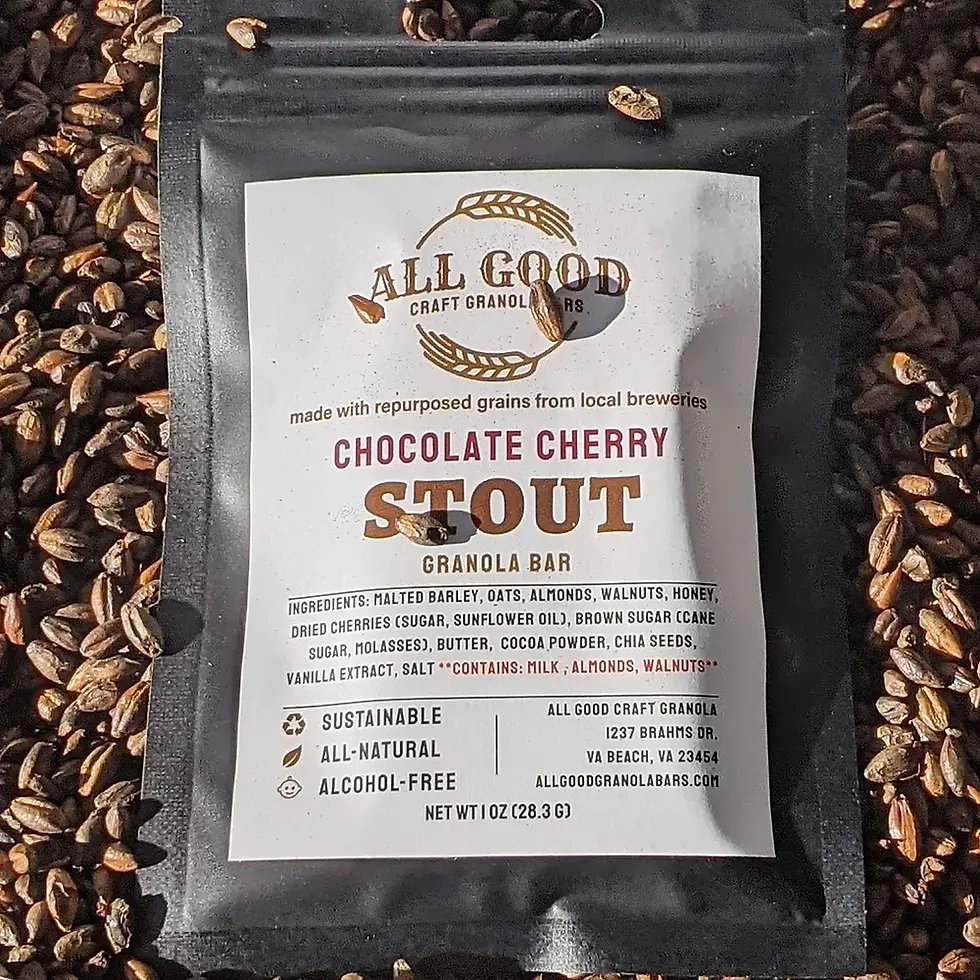 ALL GOOD
CRAFT
made with repurposed grains from local breweries
CHOCOLATE CHERRY
STOUT
GRANOLA BAR
INGREDIENTS: MALTED BARLEY, OATS, ALMONDS, WALNUTS, HONEY,
DRIED CHERRIES (SUGAR, SUNFLOWER OIL), BROWN SUGAR (CANE
SUGAR, MOLASSES), BUTTER, COCOA POWDER, CHIA SEEDS,
VANILLA EXTRACT, SALT **CONTAINS: MILK , ALMONDS, WALNUTS**
SUSTAINABLE
ALL-NATURAL
ALCOHOL-FREE
ALL GOOD CRAFT GRANOLA
1237 BRAHMS DR.
VA BEACH, VA 23454
ALLGOODGRANOLABARS.COM
NET WT 1 OZ (28.3 G)